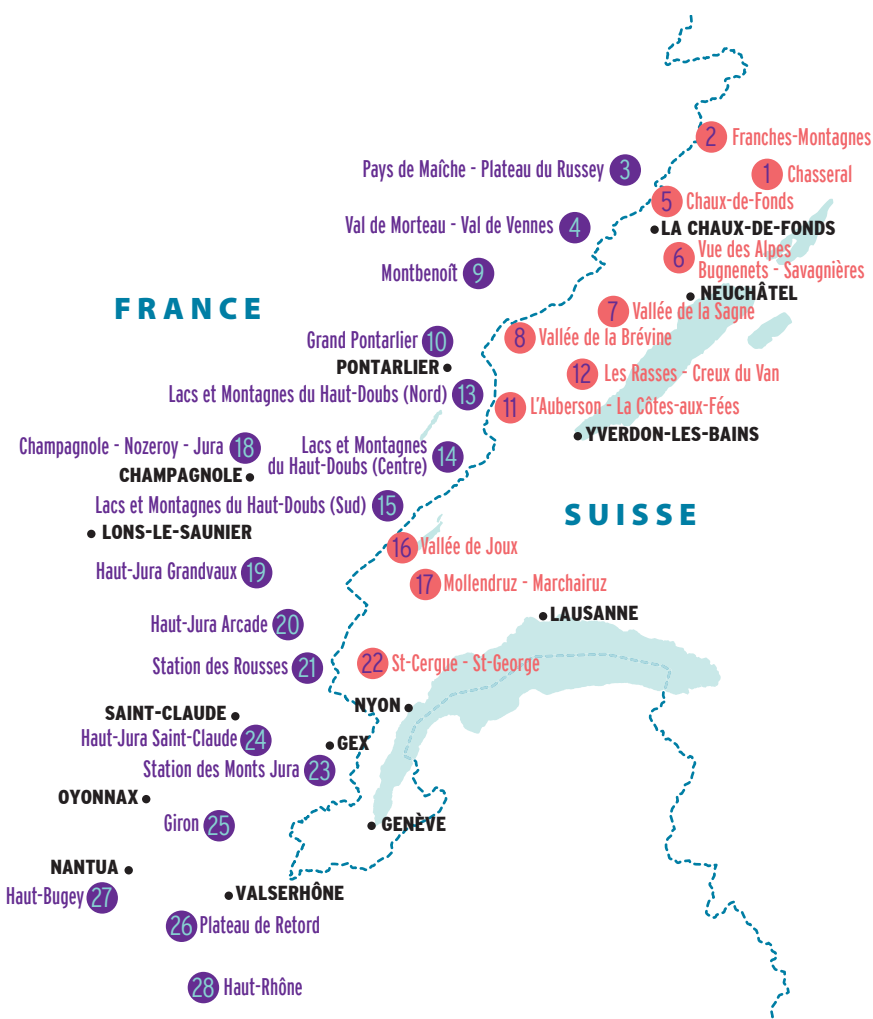 2 Franches-Montagnes
Pays de Maîche - Plateau du Russey 3
1 Chasseral
5 Chaux-de-Fonds
Val de Morteau - Val de Vennes 4
LA CHAUX-DE-FONDS
6 Vue des Alpes
Bugnenets - Savagnières
Montbenoît 9
NEUCHÂTEL
FRANCE
7 Vallée de la Sagne
8 Vallée de la Brévine
Grand Pontarlier 10
PONTARLIER
12 Les Rasses - Creux du Van
Lacs et Montagnes du Haut-Doubs (Nord) 13
11 L'Auberson - La Côtes-aux-Fées
YVERDON-LES-BAINS
Champagnole - Nozeroy - Jura 18
Lacs et Montagnes
du Haut-Doubs (Centre) 14
CHAMPAGNOLE
Lacs et Montagnes du Haut-Doubs (Sud) 15
SUISSE
LONS-LE-SAUNIER
16 Vallée de Joux
Haut-Jura Grandvaux 19
17 Mollendruz - Marchairuz
LAUSANNE
Haut-Jura Arcade 20
Station des Rousses 21
22 St-Cergue - St-George
NYON
SAINT-CLAUDE
Haut-Jura Saint-Claude 24
GEX
Station des Monts Jura 23
OYONNAX
Giron 25
GENÈVE
NANTUA
Haut-Bugey 27
VALSERHÔNE
26 Plateau de Retord
28 Haut-Rhône